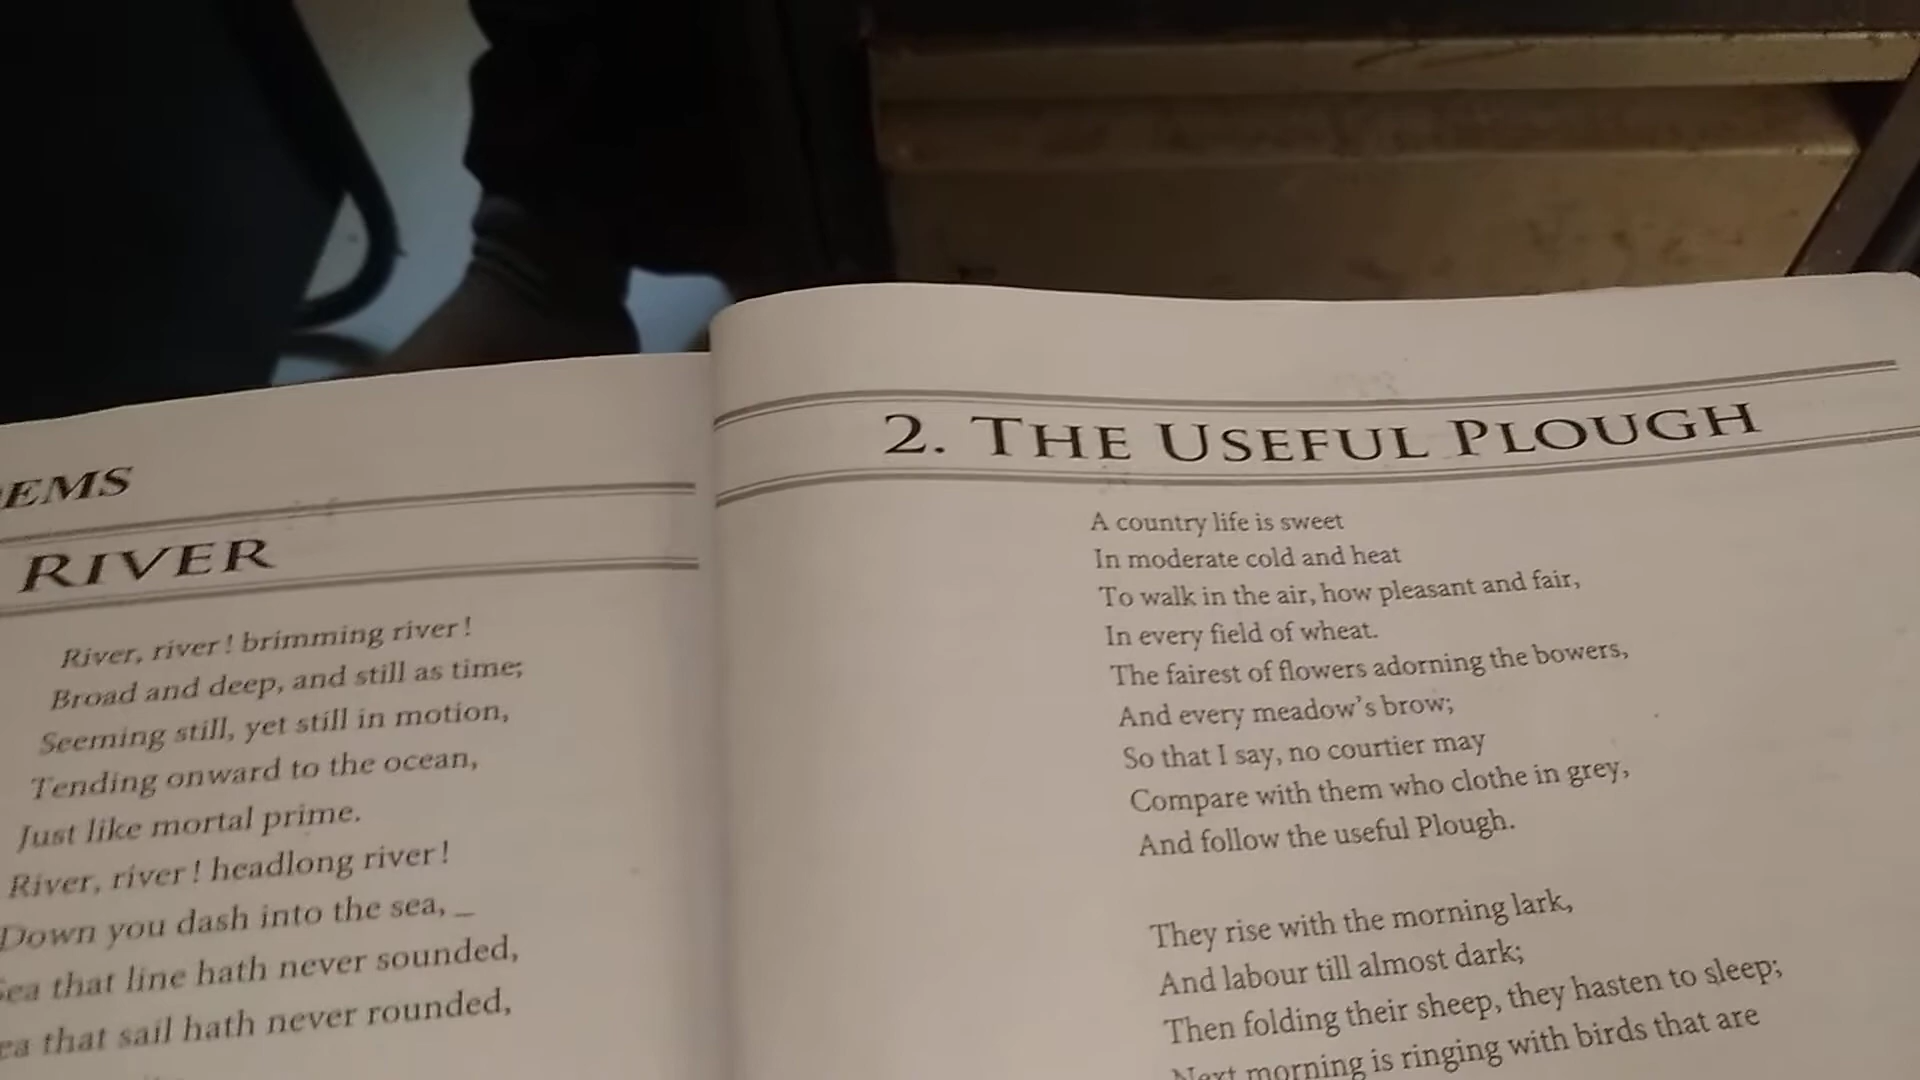 EMS
RIVER
River, river! brimming river!
Broad and deep, and still as time;
Seeming still, yet still in motion,
Tending onward to the ocean,
Just like mortal prime.
River, river! headlong river!
Down you dash into the sea, _
Sea that line hath never sounded,
ea that sail hath never rounded,
2. THE USEFUL PLOUGH
A country life is sweet
In moderate cold and heat
To walk in the air, how pleasant and fair,
In every field of wheat.
The fairest of flowers adorning the bowers,
And every meadow's brow;
So that I say, no courtier may
Compare with them who clothe in grey,
And follow the useful Plough.
They rise with the morning lark,
And labour till almost dark;
Then folding their sheep, they hasten to sleep;
Next morning is ringing with birds that are